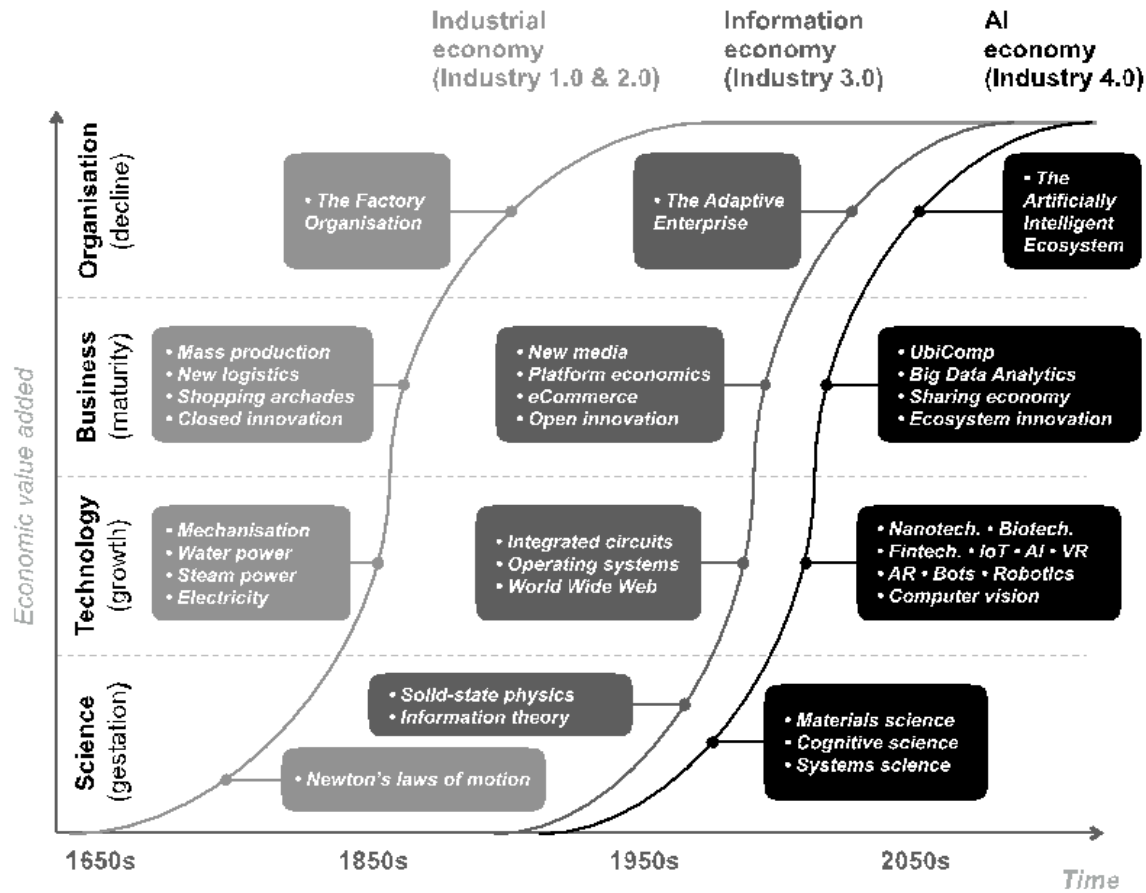 Industrial
economy
(Industry 1.0 & 2.0)
Information
economy
(Industry 3.0)
AI
economy
(Industry 4.0)
Economic value added
Organisation
(decline)
• The Factory
Organisation
• The Adaptive
Enterprise
• The
Artificially
Intelligent
Ecosystem
Business
(maturity)
• Mass production
• New logistics
• Shopping archades
• Closed innovation
• New media
• Platform economics
• eCommerce
• Open innovation
• UbiComp
• Big Data Analytics
• Sharing economy
• Ecosystem innovation
Technology
(growth)
• Mechanisation
• Water power
• Steam power
• Electricity
• Integrated circuits
• Operating systems
• World Wide Web
• Nanotech. • Biotech.
• Fintech. • IoT • AI • VR
• AR • Bots • Robotics
• Computer vision
Science
(gestation)
• Solid-state physics
• Information theory
• Newton's laws of motion
• Materials science
• Cognitive science
• Systems science
1650s
1850s
1950s
2050s
Time